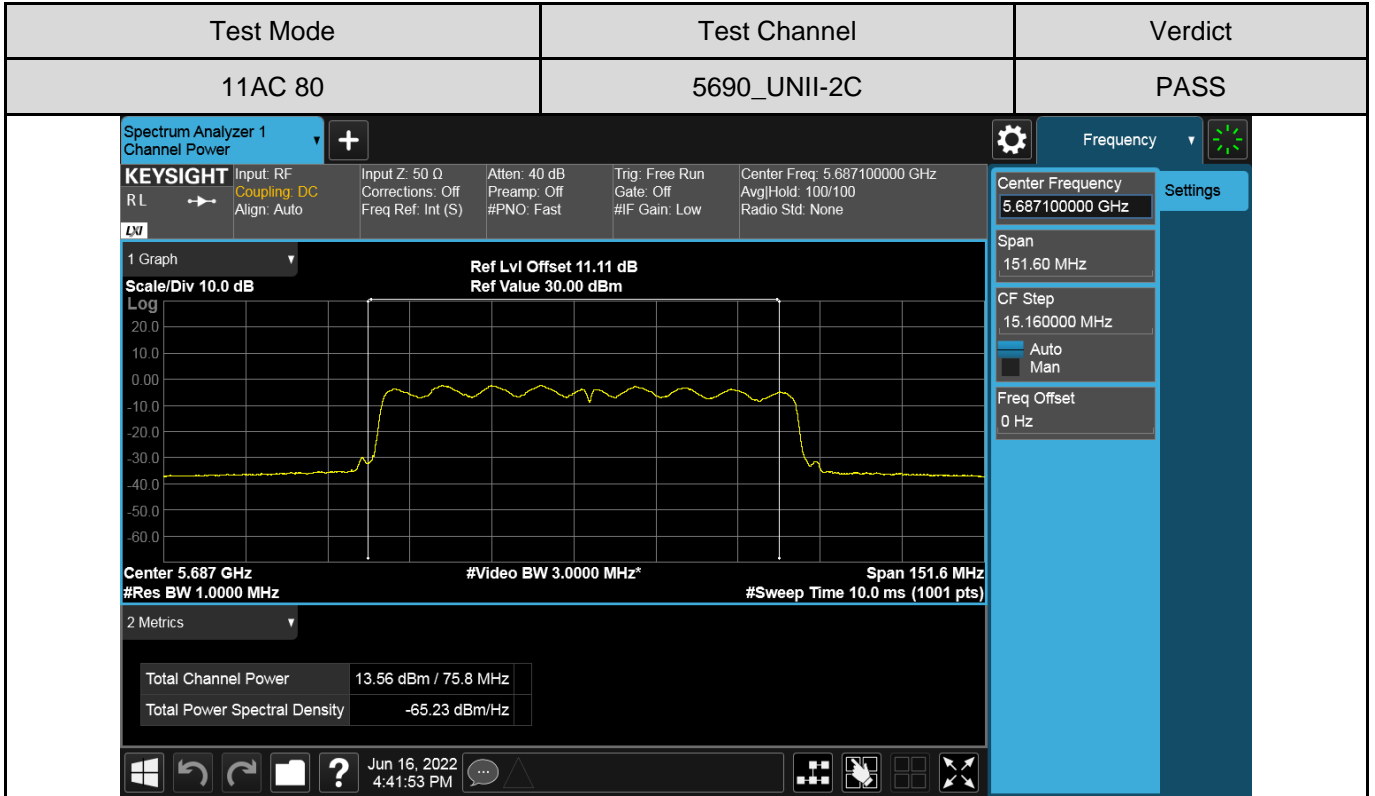 Test Mode Test Channel Verdict
11AC 80 5690_UNII-2C PASS
Spectrum Analyzer 1
Channel Power
Frequency
KEYSIGHT Input: RF Input Z: 50 Ω Atten: 40 dB Trig: Free Run Center Freq: 5.687100000 GHz
R L Coupling: DC Corrections: Off Preamp: Off Gate: Off Avg|Hold: 100/100
Align: Auto Freq Ref: Int (S) #PNO: Fast #IF Gain: Low Radio Std: None
LXI
Center Frequency
5.687100000 GHz
Settings
Span
151.60 MHz
CF Step
15.160000 MHz
Auto
Man
Freq Offset
0 Hz
1 Graph
Ref Lvl Offset 11.11 dB
Scale/Div 10.0 dB Ref Value 30.00 dBm
Log
20.0
10.0
0.00
-10.0
-20.0
-30.0
-40.0
-50.0
-60.0
Center 5.687 GHz #Video BW 3.0000 MHz* Span 151.6 MHz
#Res BW 1.0000 MHz #Sweep Time 10.0 ms (1001 pts)
2 Metrics
Total Channel Power 13.56 dBm / 75.8 MHz
Total Power Spectral Density -65.23 dBm/Hz
? Jun 16, 2022
4:41:53 PM